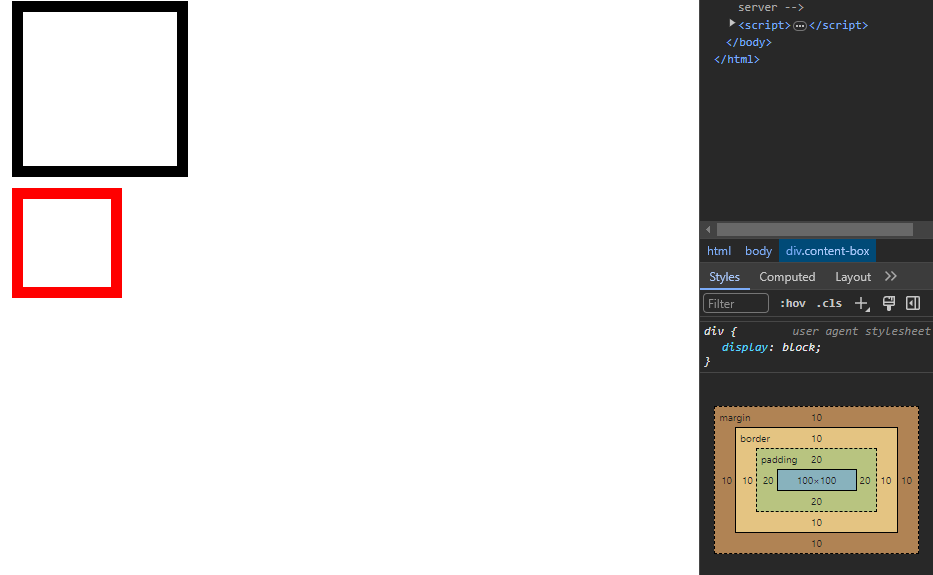 server -->
<script>…</script>
</body>
</html>
html body div.content-box
Styles Computed Layout
Filter :hov .cls
div { user agent stylesheet
display: block;
}
margin 10
border 10
padding 20
10 10 20 100×100 20 10 10
20
10
10